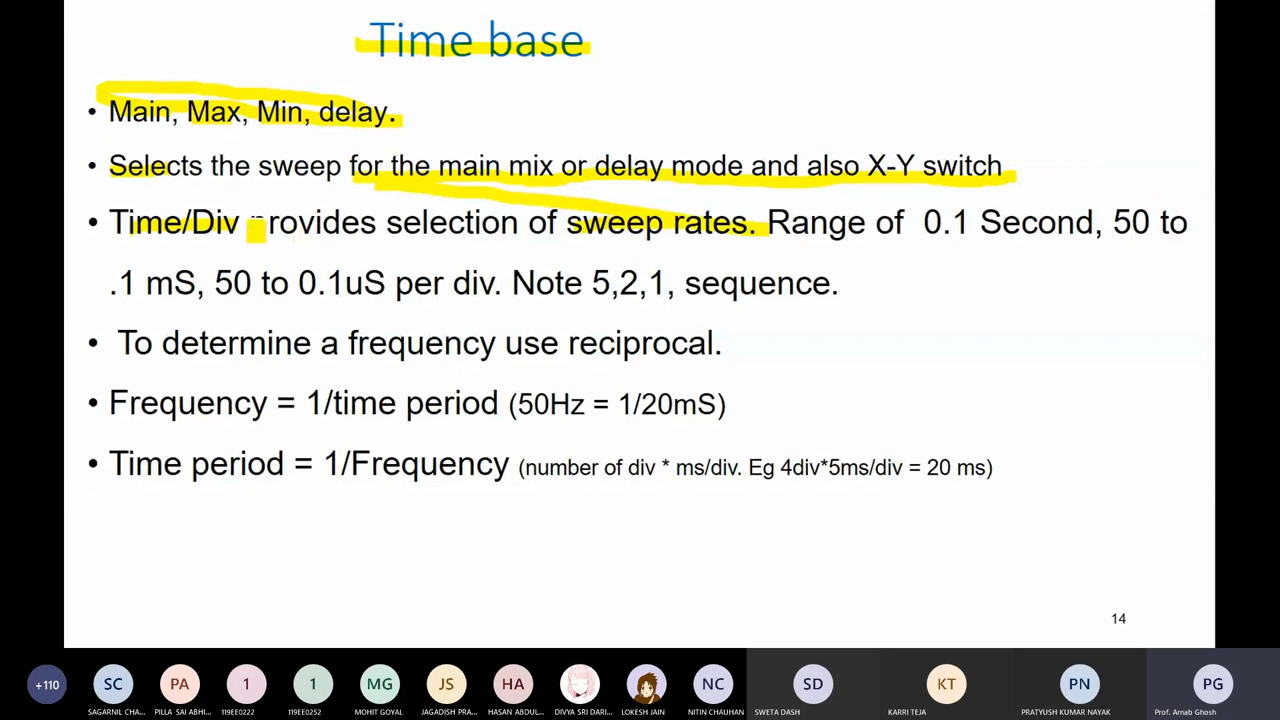 Time base
• Main, Max, Min, delay.
• Selects the sweep for the main mix or delay mode and also X-Y switch
• Time/Div provides selection of sweep rates. Range of 0.1 Second, 50 to
.1 mS, 50 to 0.1uS per div. Note 5,2,1, sequence.
• To determine a frequency use reciprocal.
• Frequency = 1/time period (50Hz = 1/20mS)
• Time period = 1/Frequency (number of div * ms/div. Eg 4div*5ms/div = 20 ms)
14
+110 SC PA 1 1 MG JS HA NC SD KT PN PG
SAGARNIL CHA... PILLA SAI ABHI... 119EE0222 119EE0252 MOHIT GOYAL JAGADISH PRA... HASAN ABDUL... DIVYA SRI DARI... LOKESH JAIN NITIN CHAUHAN SWETA DASH KARRI TEJA PRATYUSH KUMAR NAYAK Prof. Arnab Ghosh